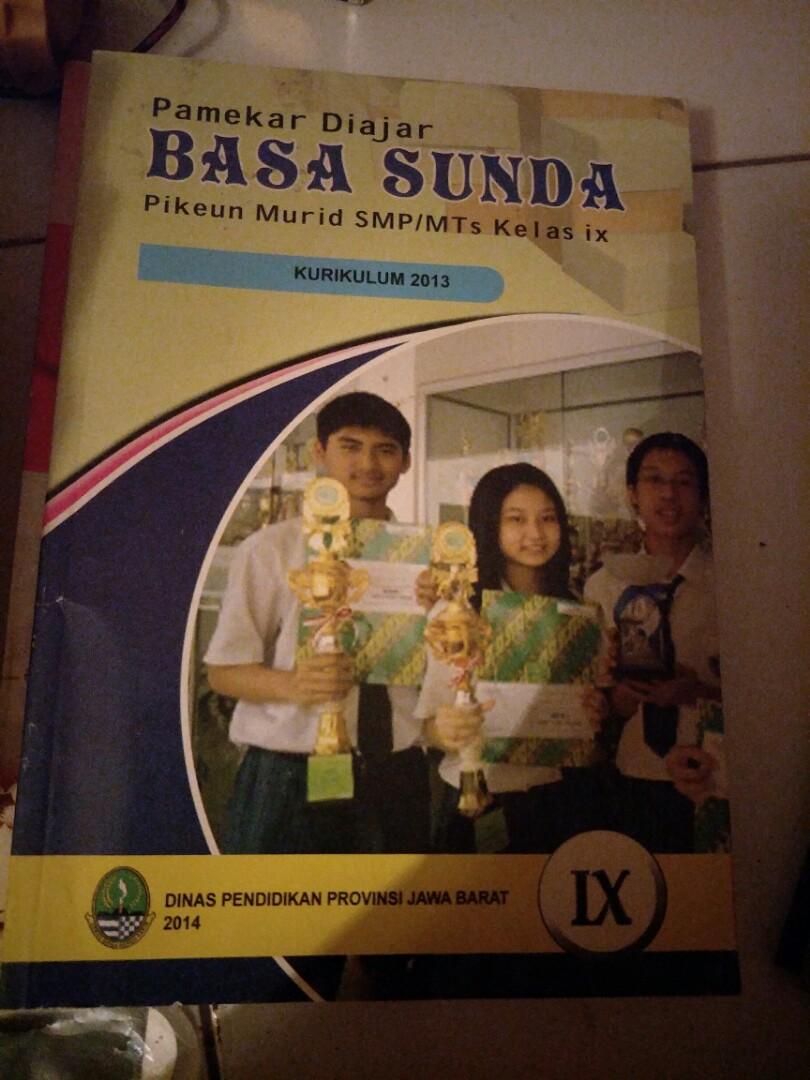 Pamekar Diajar
BASA SUNDA
Pikeun Murid SMP/MTs Kelas ix
KURIKULUM 2013
DINAS PENDIDIKAN PROVINSI JAWA BARAT
2014
IX